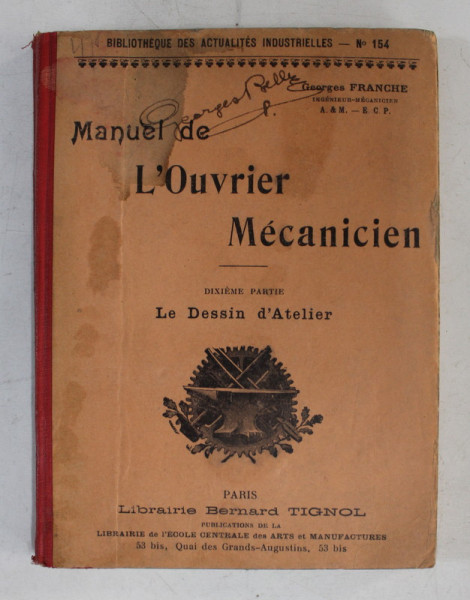 BIBLIOTHÈQUE DES ACTUALITÉS INDUSTRIELLES — No 154
Georges FRANCHE
INGÉNIEUR-MÉCANICIEN
A. & M. — E. C. P.
Georges
Manuel de
L'Ouvrier
Mécanicien
DIXIÈME PARTIE
Le Dessin d'Atelier
PARIS
Librairie Bernard TIGNOL
PUBLICATIONS DE LA
LIBRAIRIE de l'ÉCOLE CENTRALE des ARTS et MANUFACTURES
53 bis, Quai des Grands-Augustins, 53 bis